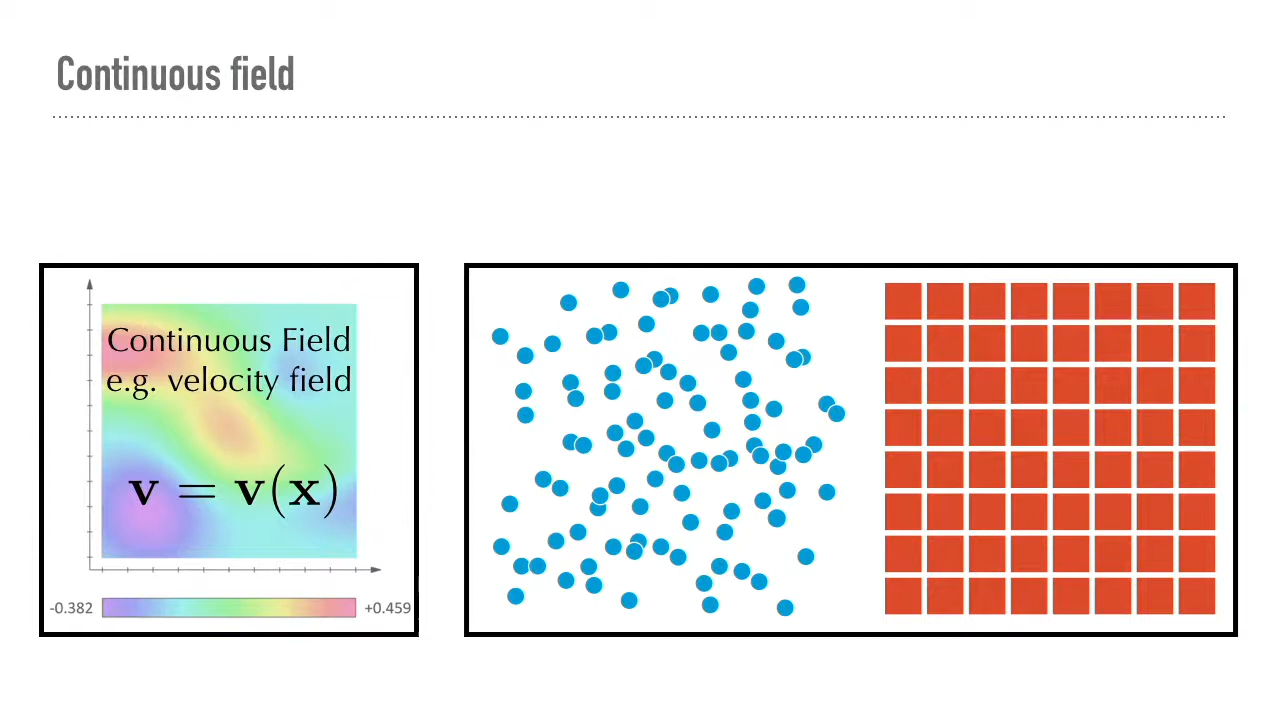 Continuous field
Continuous Field
e.g. velocity field
v = v(x)
-0.382
+0.459